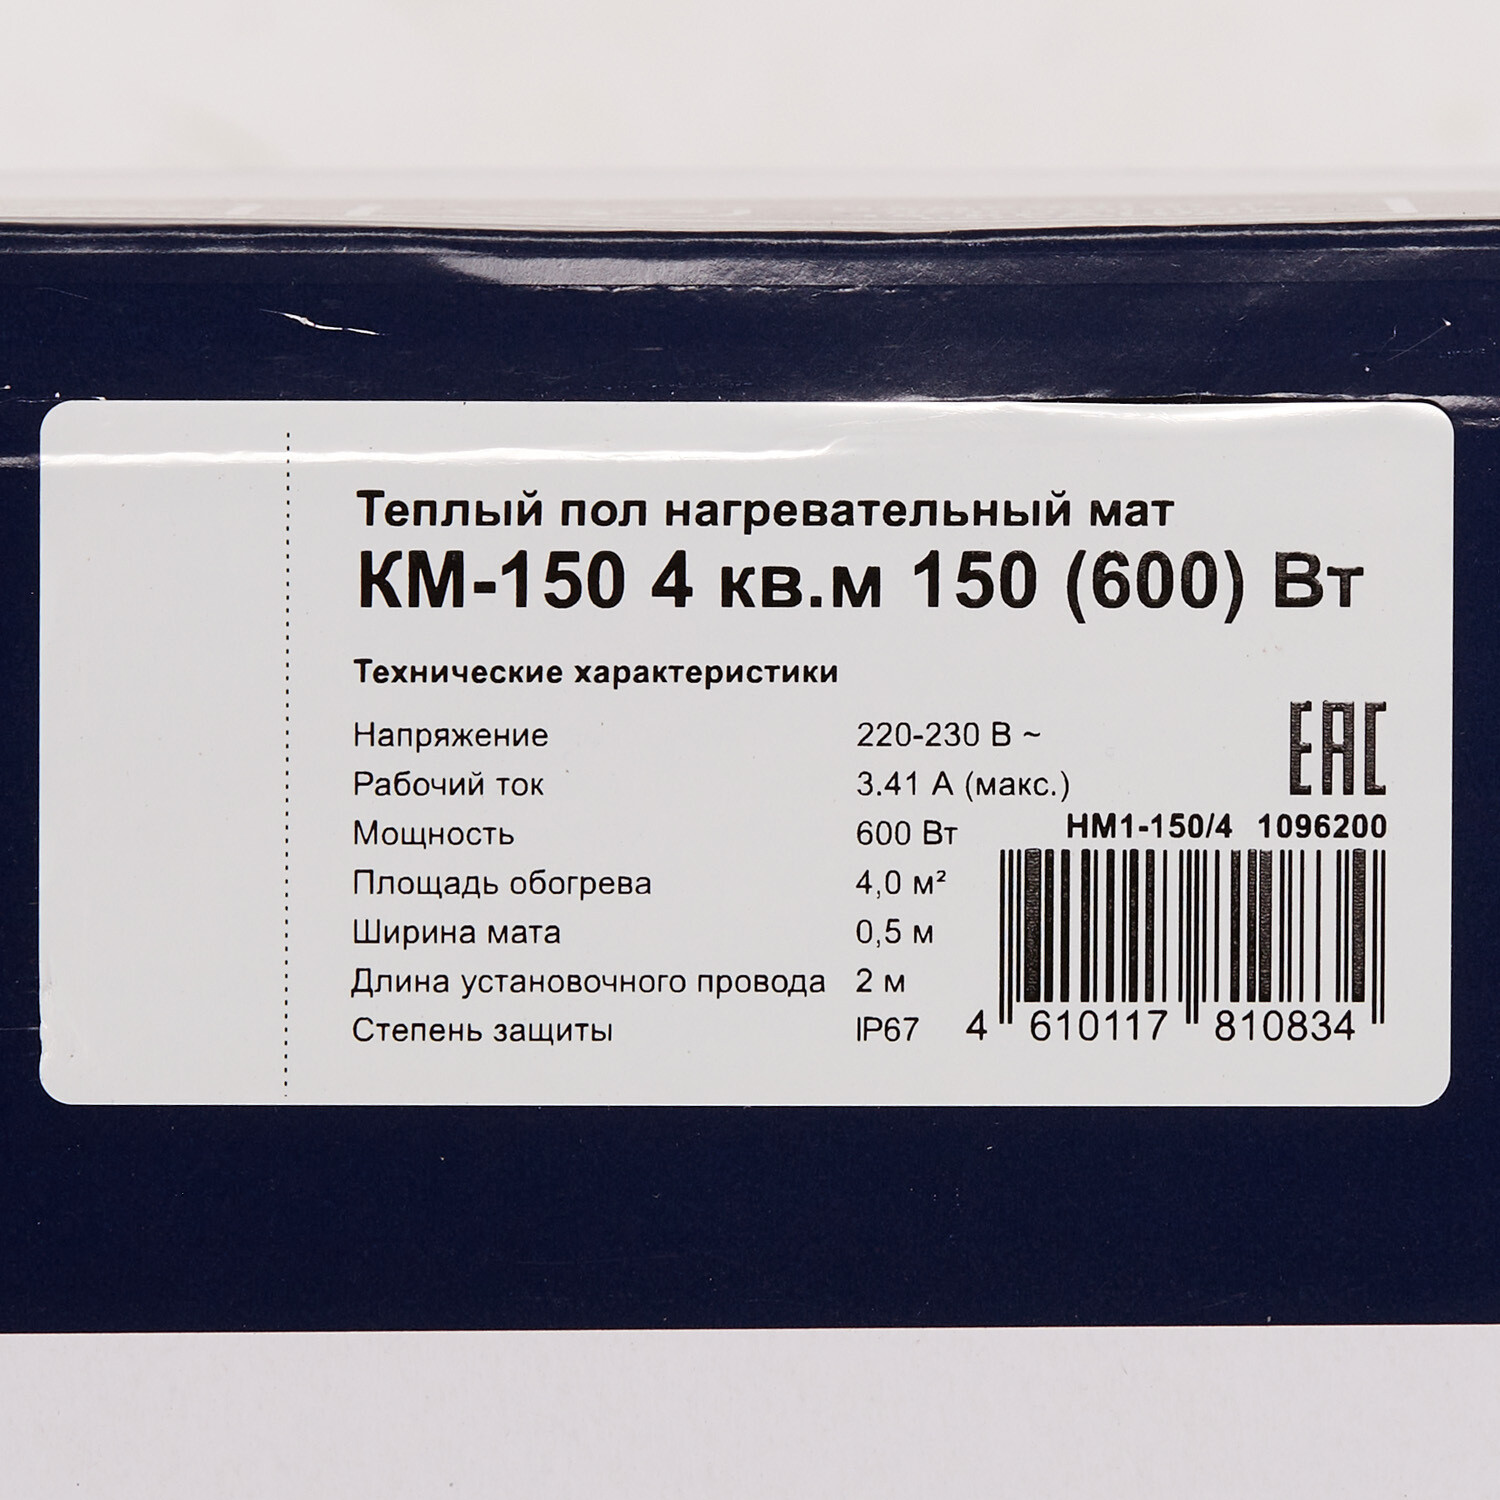 Теплый пол нагревательный мат
КМ-150 4 кв.м 150 (600) Вт
Технические характеристики
Напряжение 220-230 В ~
Рабочий ток 3.41 А (макс.)
Мощность 600 Вт
Площадь обогрева 4,0 м²
Ширина мата 0,5 м
Длина установочного провода 2 м
Степень защиты IP67
ЕАС
НМ1-150/4 1096200
4 610117 810834